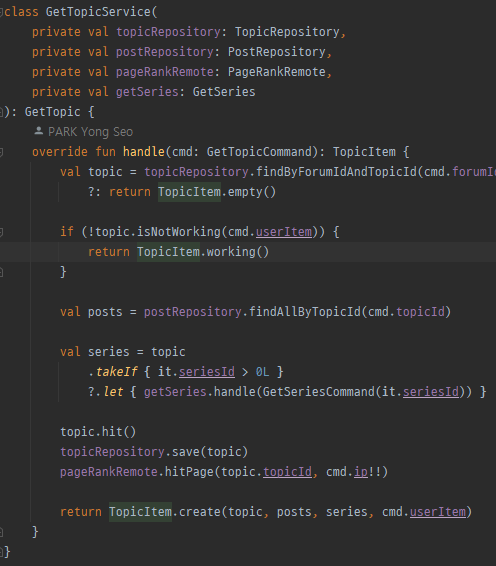 class GetTopicService(
    private val topicRepository: TopicRepository,
    private val postRepository: PostRepository,
    private val pageRankRemote: PageRankRemote,
    private val getSeries: GetSeries
): GetTopic {
    PARK Yong Seo
    override fun handle(cmd: GetTopicCommand): TopicItem {
        val topic = topicRepository.findByForumIdAndTopicId(cmd.forumId
            ?: return TopicItem.empty()

        if (!topic.isNotWorking(cmd.userItem)) {
            return TopicItem.working()
        }

        val posts = postRepository.findAllByTopicId(cmd.topicId)

        val series = topic
            .takeIf { it.seriesId > 0L }
            ?.let { getSeries.handle(GetSeriesCommand(it.seriesId)) }

        topic.hit()
        topicRepository.save(topic)
        pageRankRemote.hitPage(topic.topicId, cmd.ip!!)

        return TopicItem.create(topic, posts, series, cmd.userItem)
    }
}